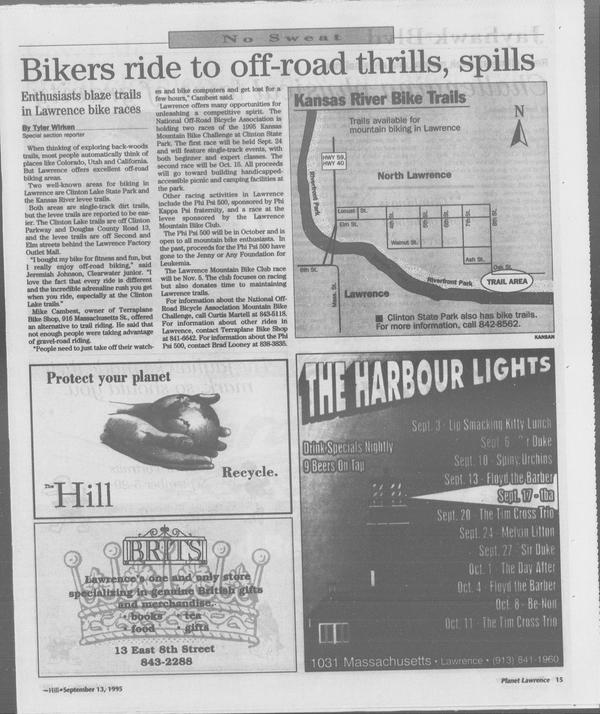 No Sweat
Bikers ride to off-road thrills, spills
Enthusiasts blaze trails
in Lawrence bike races
By Tyler Wirken
Special section reporter
When thinking of exploring back-woods
trails, most people automatically think of
places like Colorado, Utah and California.
But Lawrence offers excellent off-road
biking areas.
Two well-known areas for biking in
Lawrence are Clinton Lake State Park and
the Kansas River levee trails.
Both areas are single-track dirt trails,
but the levee trails are reported to be eas-
ier. The Clinton Lake trails are off Clinton
Parkway and Douglas County Road 13,
and the levee trails are off Second and
Elm streets behind the Lawrence Factory
Outlet Mall.
"I bought my bike for fitness and fun, but
I really enjoy off-road biking," said
Jeremiah Johnson, Clearwater junior. "I
love the fact that every ride is different
and the incredible adrenaline rush you get
when you ride, especially at the Clinton
Lake trails."
Mike Cambest, owner of Terraplane
Bike Shop, 916 Massachusetts St., offered
an alternative to trail riding. He said that
not enough people were taking advantage
of gravel-road riding.
"People need to just take off their watch-
es and bike computers and get lost for a
few hours," Cambest said.
Lawrence offers many opportunities for
unleashing a competitive spirit. The
National Off-Road Bicycle Association is
holding two races of the 1995 Kansas
Mountain Bike Challenge at Clinton State
Park. The first race will be held Sept. 24
and will feature single-track events, with
both beginner and expert classes. The
second race will be Oct. 15. All proceeds
will go toward building handicapped-
accessible picnic and camping facilities at
the park.
Other racing activities in Lawrence
include the Phi Psi 500, sponsored by Phi
Kappa Psi fraternity, and a race at the
levee sponsored by the Lawrence
Mountain Bike Club.
The Phi Psi 500 will be in October and is
open to all mountain bike enthusiasts. In
the past, proceeds for the Phi Psi 500 have
gone to the Jenny or Any Foundation for
Leukemia.
The Lawrence Mountain Bike Club race
will be Nov. 5. The club focuses on racing
but also donates time to maintaining
Lawrence trails.
For information about the National Off-
Road Bicycle Association Mountain Bike
Challenge, call Curtis Martell at 843-5118.
For information about other rides in
Lawrence, contact Terraplane Bike Shop
at 841-6642. For information about the Phi
Psi 500, contact Brad Looney at 838-3835.
Kansas River Bike Trails
Trails available for
mountain biking in Lawrence
N
HWY 59,
HWY 40
North Lawrence
Riverfront Park
Locust St.
Elm St.
4th St.
5th St.
6th St.
7th St.
8th St.
Walnut St.
Ash St.
Oak St.
6th St.
Mass. St.
Lawrence
Riverfront Park
TRAIL AREA
Clinton State Park also has bike trails.
For more information, call 842-8562.
KANSAN
Protect your planet
Recycle.
The Hill
BRITS
Lawrence's one and only store
specializing in genuine British gifts
and merchandise.
• books • tea
• food • gifts
13 East 8th Street
843-2288
THE HARBOUR LIGHTS
Drink Specials Nightly
9 Beers On Tap
Sept. 3 - Lip Smacking Kitty Lunch
Sept. 6 Duke
Sept. 10 - Spiny Urchins
Sept. 13 - Floyd the Barber
Sept. 17 - tba
Sept. 20 - The Tim Cross Trio
Sept. 24 - Melvin Litton
Sept. 27 - Sir Duke
Oct. 1 - The Day After
Oct. 4 - Floyd the Barber
Oct. 8 - Be-Non
Oct. 11 - The Tim Cross Trio
1031 Massachusetts • Lawrence • (913) 841-1960
Hill • September 13, 1995
Planet Lawrence 15